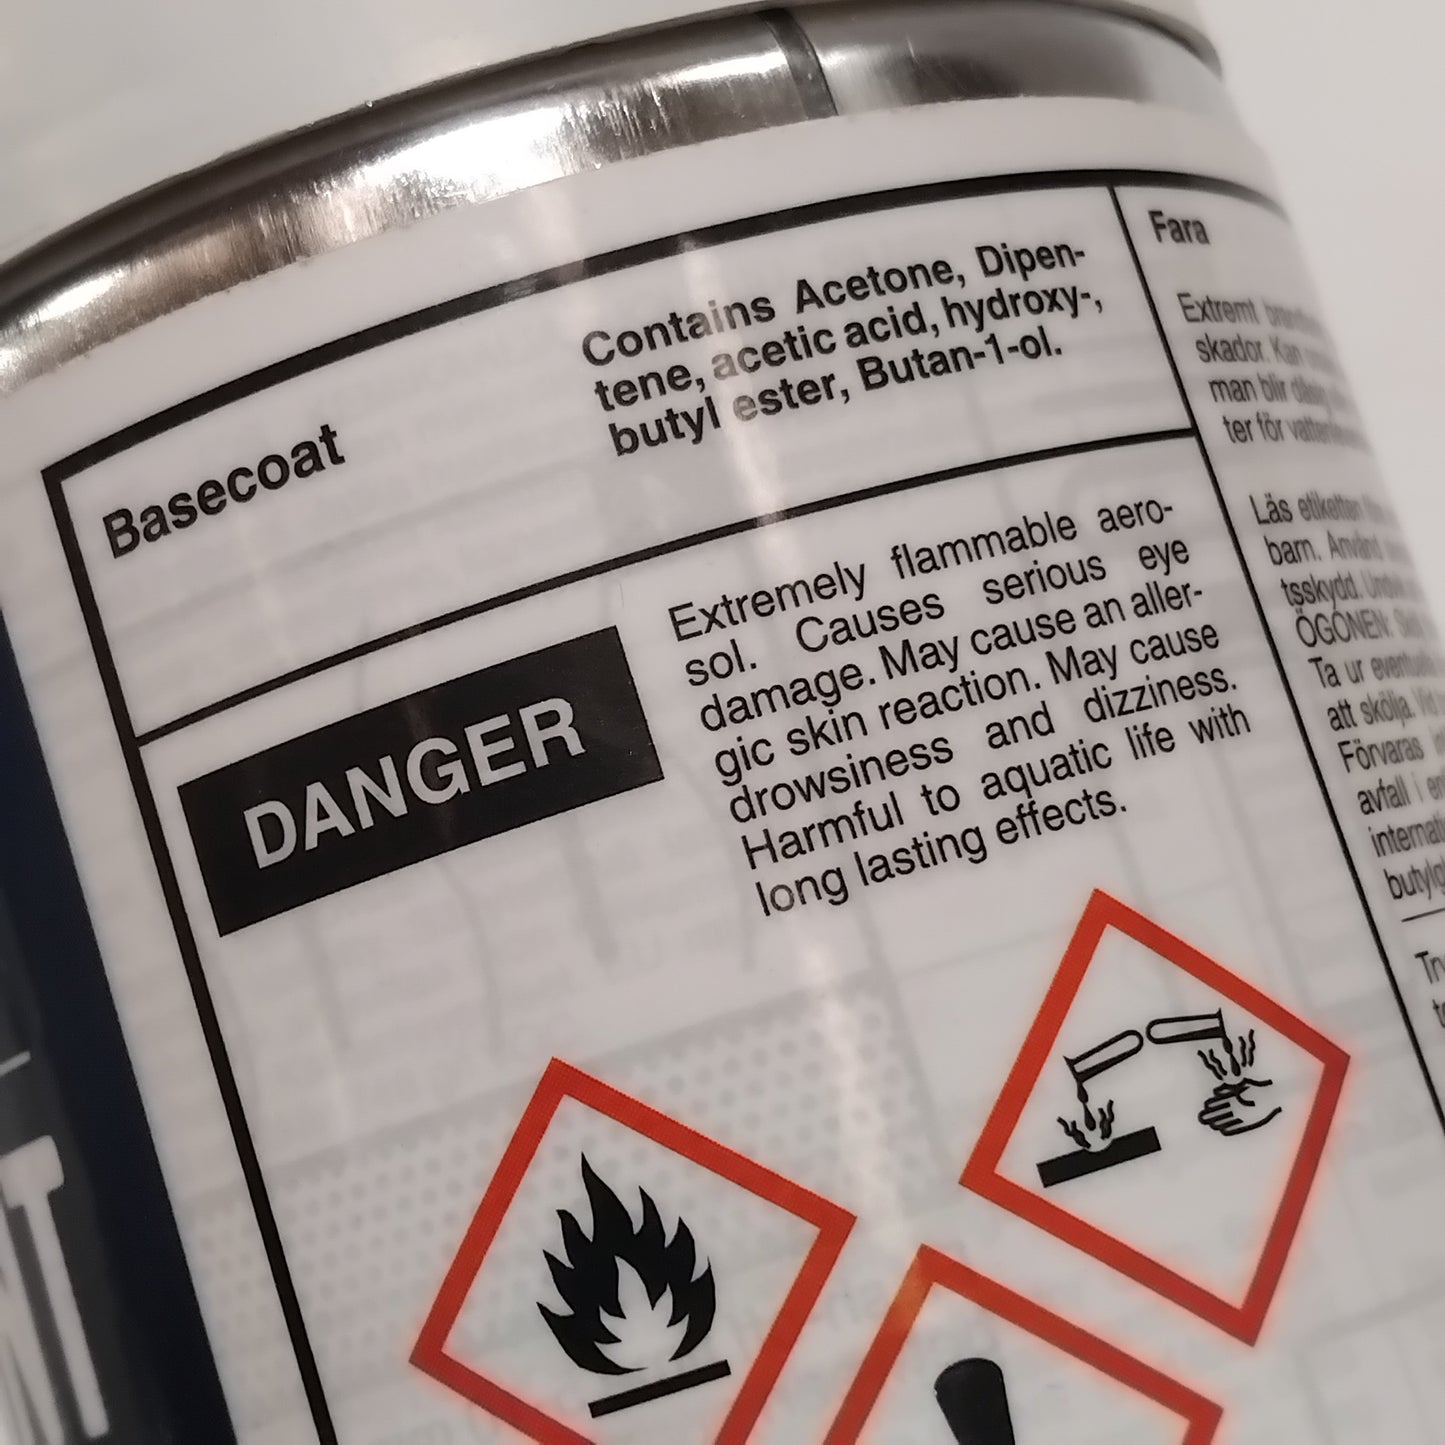 Basecoat
Contains Acetone, Dipen-
tene, acetic acid, hydroxy-,
butyl ester, Butan-1-ol.
DANGER
Extremely flammable aero-
sol. Causes serious eye
damage. May cause an aller-
gic skin reaction. May cause
drowsiness and dizziness.
Harmful to aquatic life with
long lasting effects.
Fara
Extremt
skador. Kan
man blir
ter för
Läs etiketten
barn. Använd
tsskydd. Undvik
ÖGONEN:
Ta ur eventuella
att skölja. Vid
Förvaras
avfall i
NT